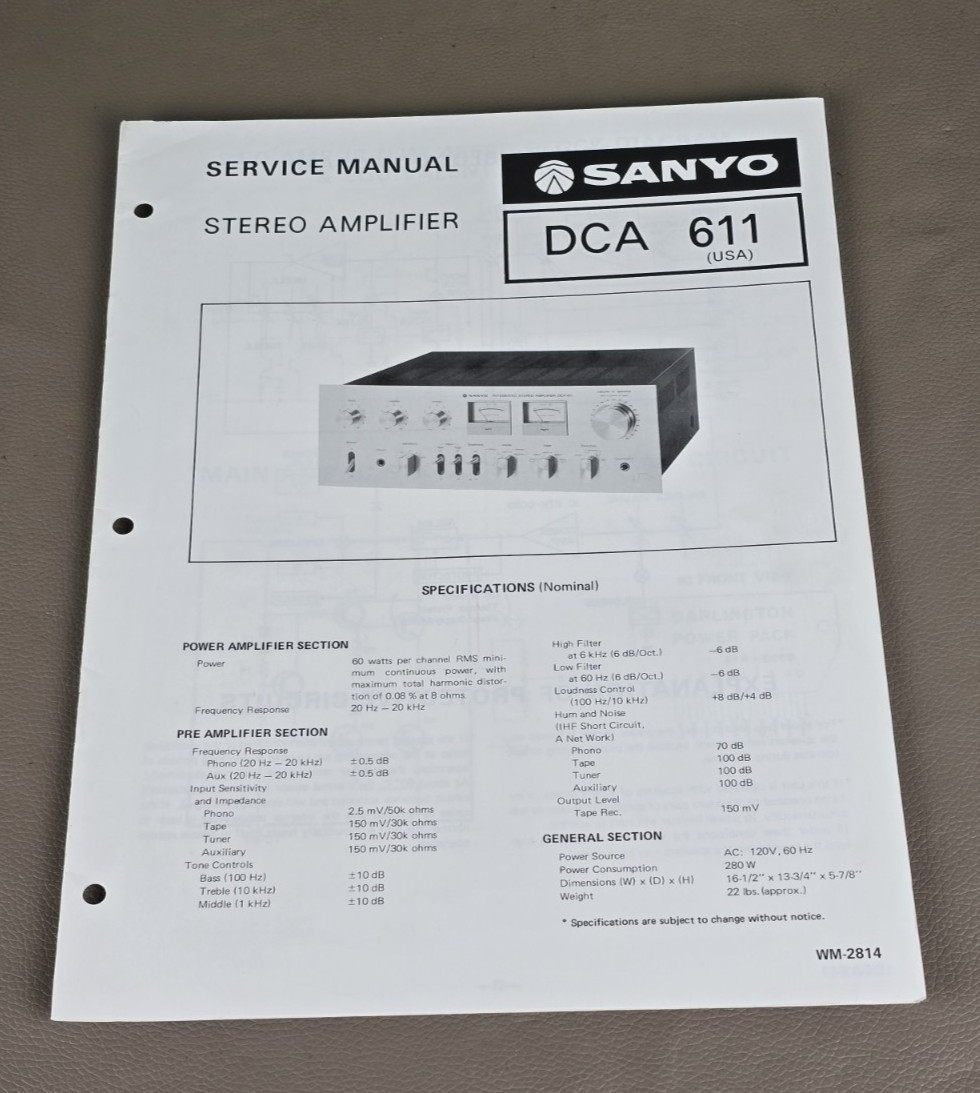 SERVICE MANUAL
STEREO AMPLIFIER
SANYO
DCA 611
(USA)
SANYO
SPECIFICATIONS (Nominal)
POWER AMPLIFIER SECTION
Power 60 watts per channel RMS mini-
mum continuous power, with
maximum total harmonic distor-
tion of 0.08 % at 8 ohms
Frequency Response 20 Hz – 20 kHz
PRE AMPLIFIER SECTION
Frequency Response
Phono (20 Hz – 20 kHz) ±0.5 dB
Aux (20 Hz – 20 kHz) ±0.5 dB
Input Sensitivity
and Impedance
Phono 2.5 mV/50k ohms
Tape 150 mV/30k ohms
Tuner 150 mV/30k ohms
Auxiliary 150 mV/30k ohms
Tone Controls
Bass (100 Hz) ±10 dB
Treble (10 kHz) ±10 dB
Middle (1 kHz) ±10 dB
High Filter
at 6 kHz (6 dB/Oct.) –6 dB
Low Filter
at 60 Hz (6 dB/Oct.) –6 dB
Loudness Control
(100 Hz/10 kHz) +8 dB/+4 dB
Hum and Noise
(IHF Short Circuit,
A Net Work)
Phono 70 dB
Tape 100 dB
Tuner 100 dB
Auxiliary 100 dB
Output Level
Tape Rec. 150 mV
GENERAL SECTION
Power Source AC: 120V, 60 Hz
Power Consumption 280 W
Dimensions (W) x (D) x (H) 16-1/2" x 13-3/4" x 5-7/8"
Weight 22 lbs. (approx.)
* Specifications are subject to change without notice.
WM-2814